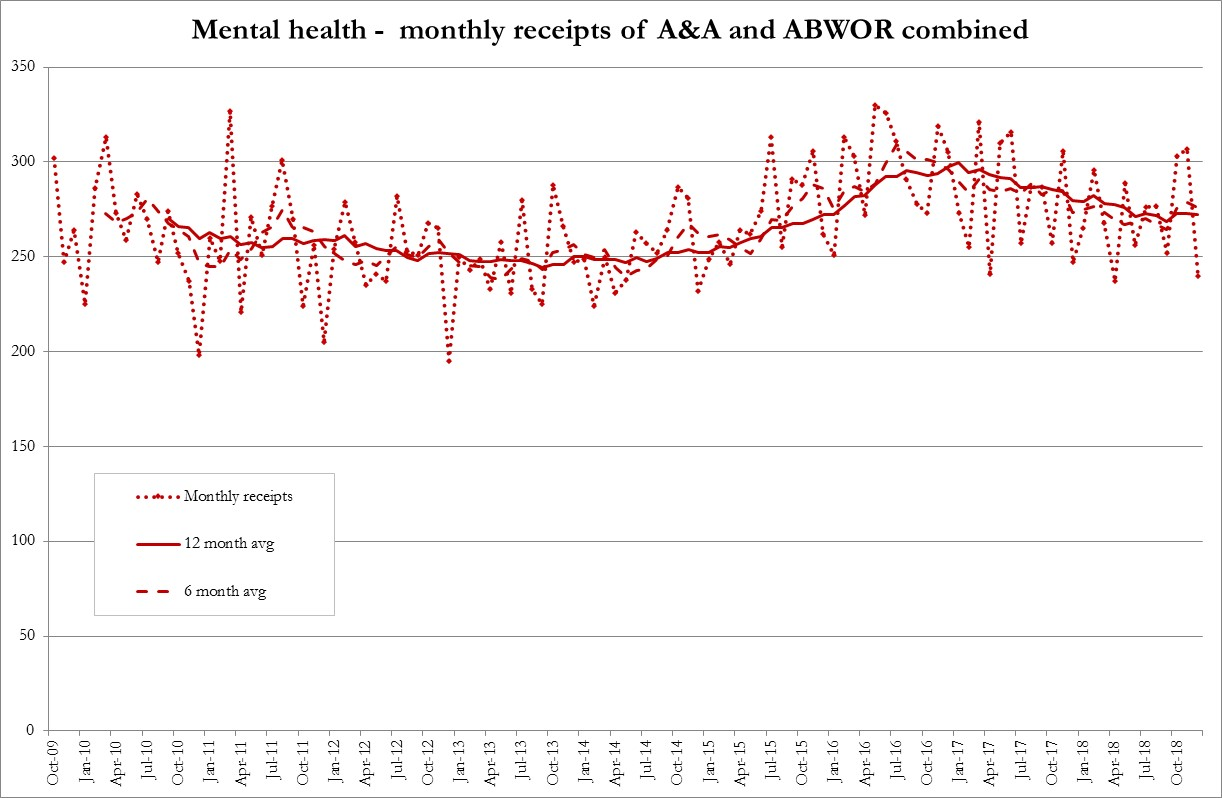 Mental health -  monthly receipts of A&A and ABWOR combined
350
300
250
200
150
100
50
0
Monthly receipts
12 month avg
6 month avg
Oct-09
Jan-10
Apr-10
Jul-10
Oct-10
Jan-11
Apr-11
Jul-11
Oct-11
Jan-12
Apr-12
Jul-12
Oct-12
Jan-13
Apr-13
Jul-13
Oct-13
Jan-14
Apr-14
Jul-14
Oct-14
Jan-15
Apr-15
Jul-15
Oct-15
Jan-16
Apr-16
Jul-16
Oct-16
Jan-17
Apr-17
Jul-17
Oct-17
Jan-18
Apr-18
Jul-18
Oct-18